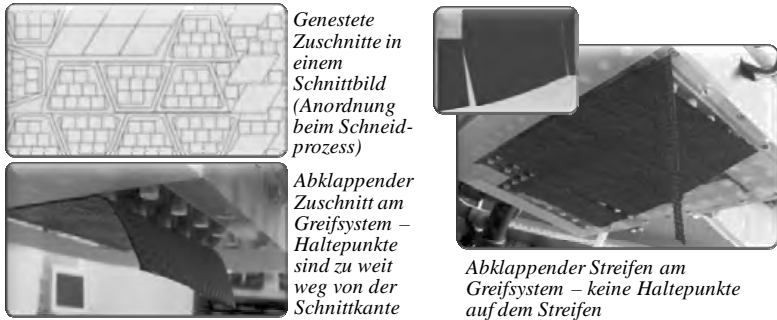 Genestete
Zuschnitte in
einem
Schnittbild
(Anordnung
beim Schneid-
prozess)
Abklappender
Zuschnitt am
Greifsystem –
Haltepunkte
sind zu weit
weg von der
Schnittkante
Abklappender Streifen am
Greifsystem – keine Haltepunkte
auf dem Streifen